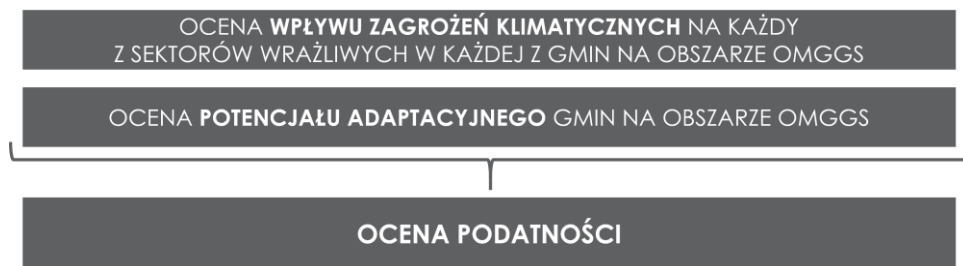 OCENA WPŁYWU ZAGROŻEŃ KLIMATYCZNYCH NA KAŻDY
Z SEKTORÓW WRAŻLIWYCH W KAŻDEJ Z GMIN NA OBSZARZE OMGGS
OCENA POTENCJAŁU ADAPTACYJNEGO GMIN NA OBSZARZE OMGGS
OCENA PODATNOŚCI